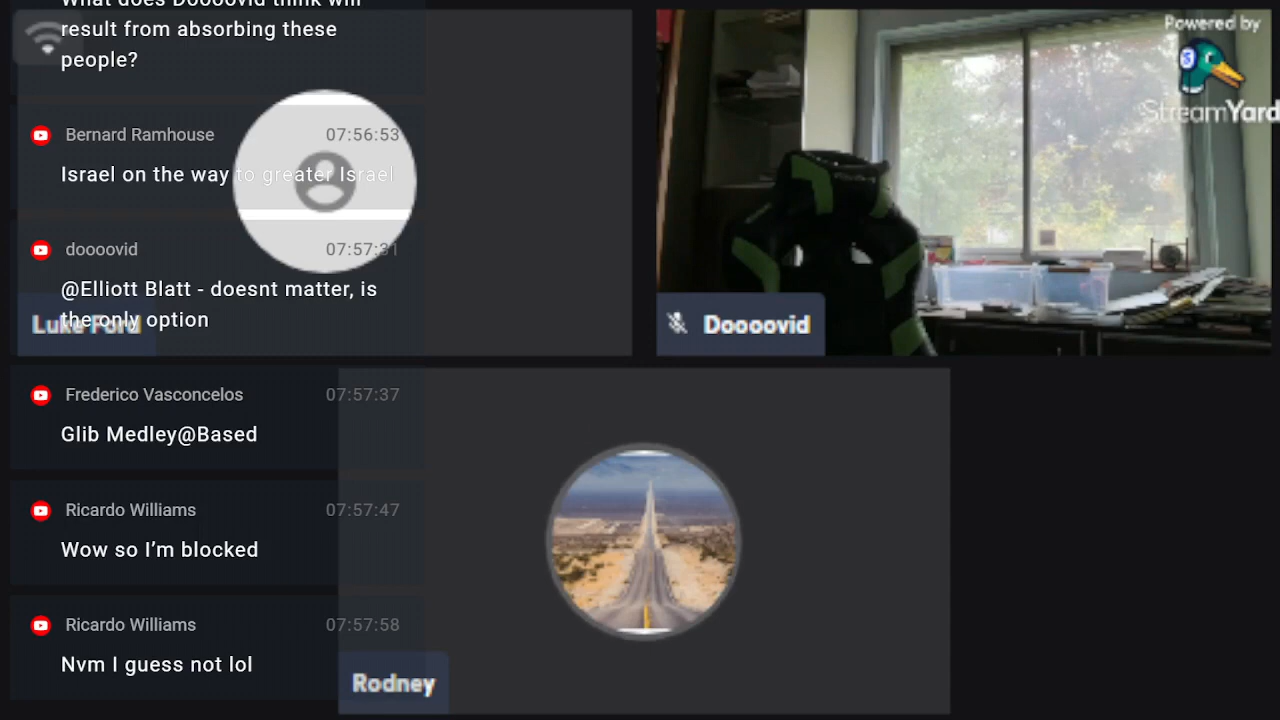 What does Doooovid think will
result from absorbing these
people?
Bernard Ramhouse 07:56:53
Israel on the way to greater Israel
doooovid 07:57:31
@Elliott Blatt - doesnt matter, is
the only option
Luke Ford
Frederico Vasconcelos 07:57:37
Glib Medley@Based
Ricardo Williams 07:57:47
Wow so I’m blocked
Ricardo Williams 07:57:58
Nvm I guess not lol
Powered by
StreamYard
Doooovid
Rodney